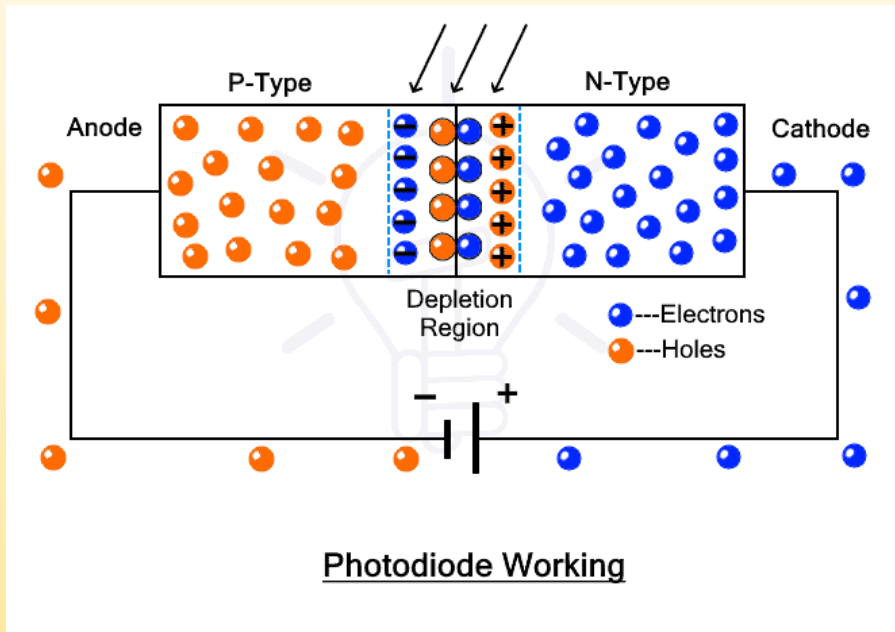 P-Type
N-Type
Anode
Cathode
Depletion
Region
---Electrons
---Holes
− +
Photodiode Working